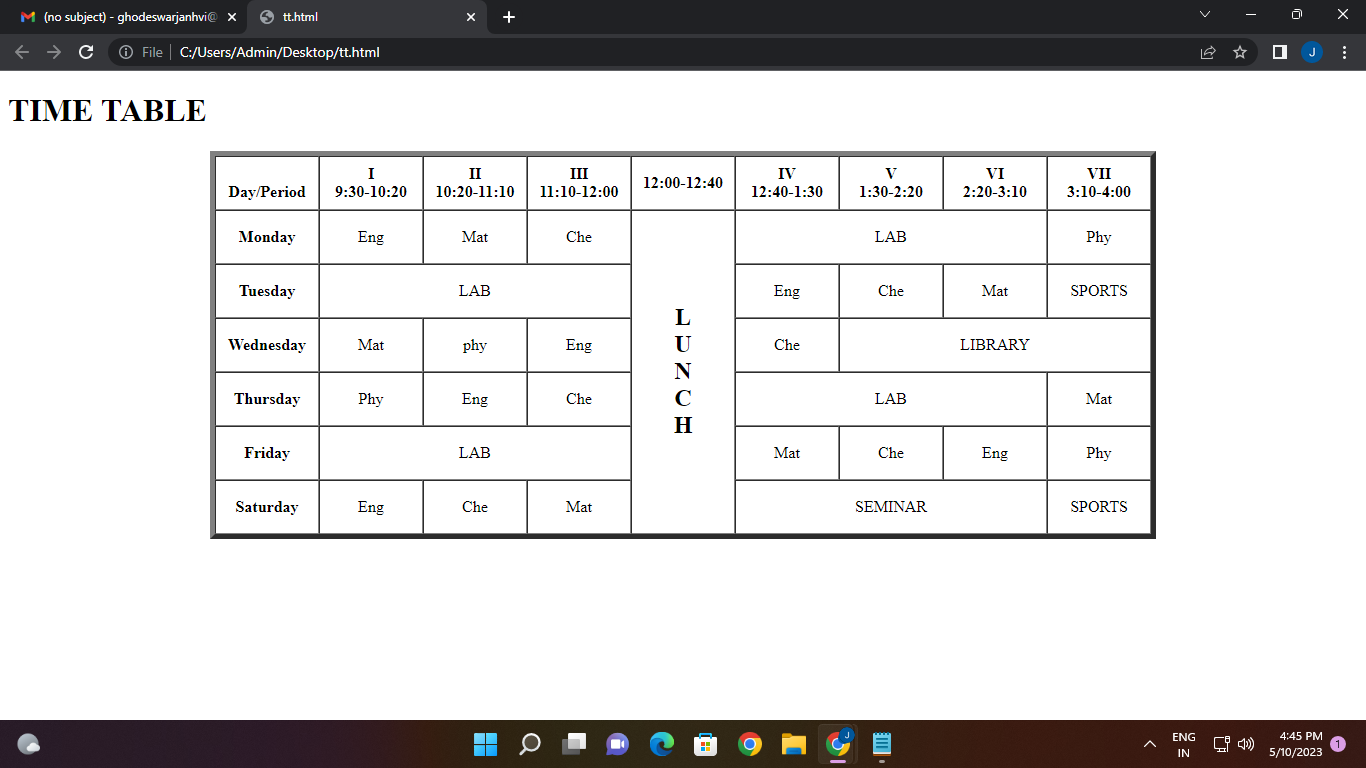 (no subject) - ghodeswarjanhvi@
tt.html
File
C:/Users/Admin/Desktop/tt.html
J
TIME TABLE
Day/Period
I
9:30-10:20
II
10:20-11:10
III
11:10-12:00
12:00-12:40
IV
12:40-1:30
V
1:30-2:20
VI
2:20-3:10
VII
3:10-4:00
Monday Eng Mat Che LAB Phy
Tuesday LAB Eng Che Mat SPORTS
L
U
N
C
H
Wednesday Mat phy Eng Che LIBRARY
Thursday Phy Eng Che LAB Mat
Friday LAB Mat Che Eng Phy
Saturday Eng Che Mat SEMINAR SPORTS
J
ENG
IN
4:45 PM
5/10/2023
1